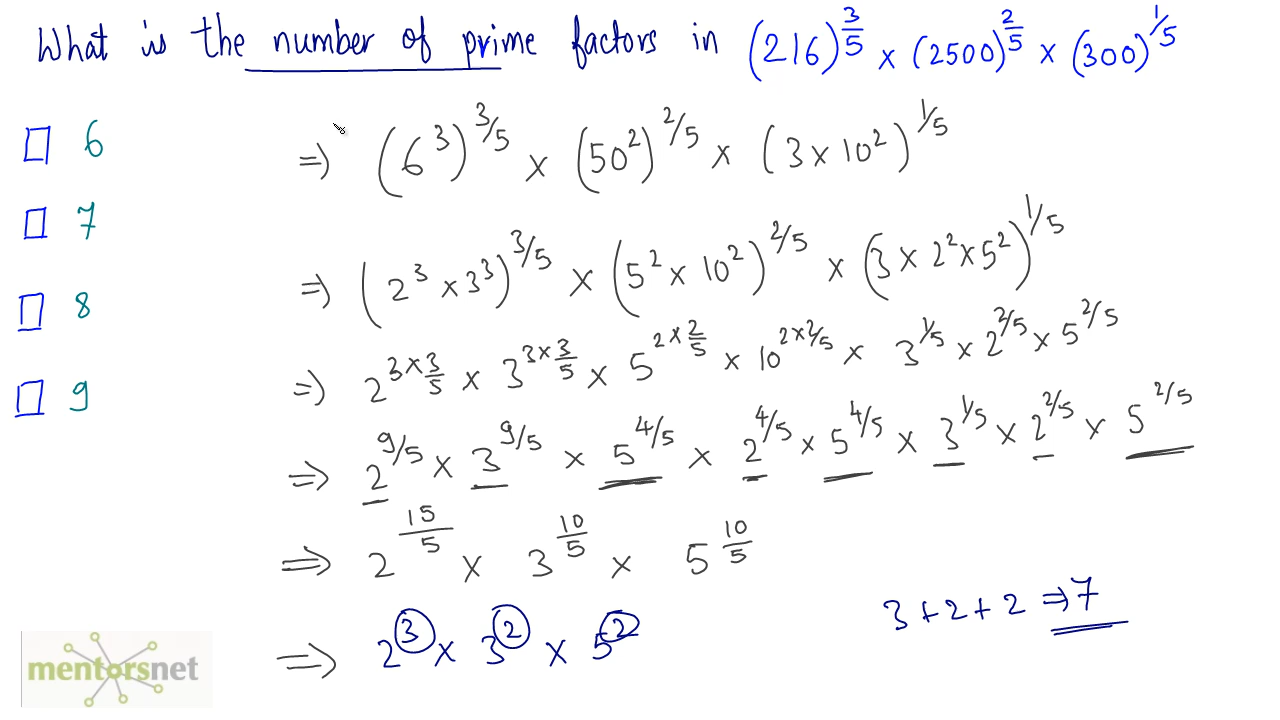 What is the number of prime factors in (216)^{3/5} × (2500)^{2/5} × (300)^{1/5}
□ 6
□ 7
□ 8
□ 9
=) (6^3)^{3/5} × (50^2)^{2/5} × (3 × 10^2)^{1/5}
=) (2^3 × 3^3)^{3/5} × (5^2 × 10^2)^{2/5} × (3 × 2^2 × 5^2)^{1/5}
=) 2^{3 × 3/5} × 3^{3 × 3/5} × 5^{2 × 2/5} × 10^{2 × 2/5} × 3^{1/5} × 2^{2/5} × 5^{2/5}
=> 2^{9/5} × 3^{9/5} × 5^{4/5} × 2^{4/5} × 5^{4/5} × 3^{1/5} × 2^{2/5} × 5^{2/5}
=> 2^{15/5} × 3^{10/5} × 5^{10/5}
=> 2^3 × 3^2 × 5^2
3 + 2 + 2 => 7
mentorsnet